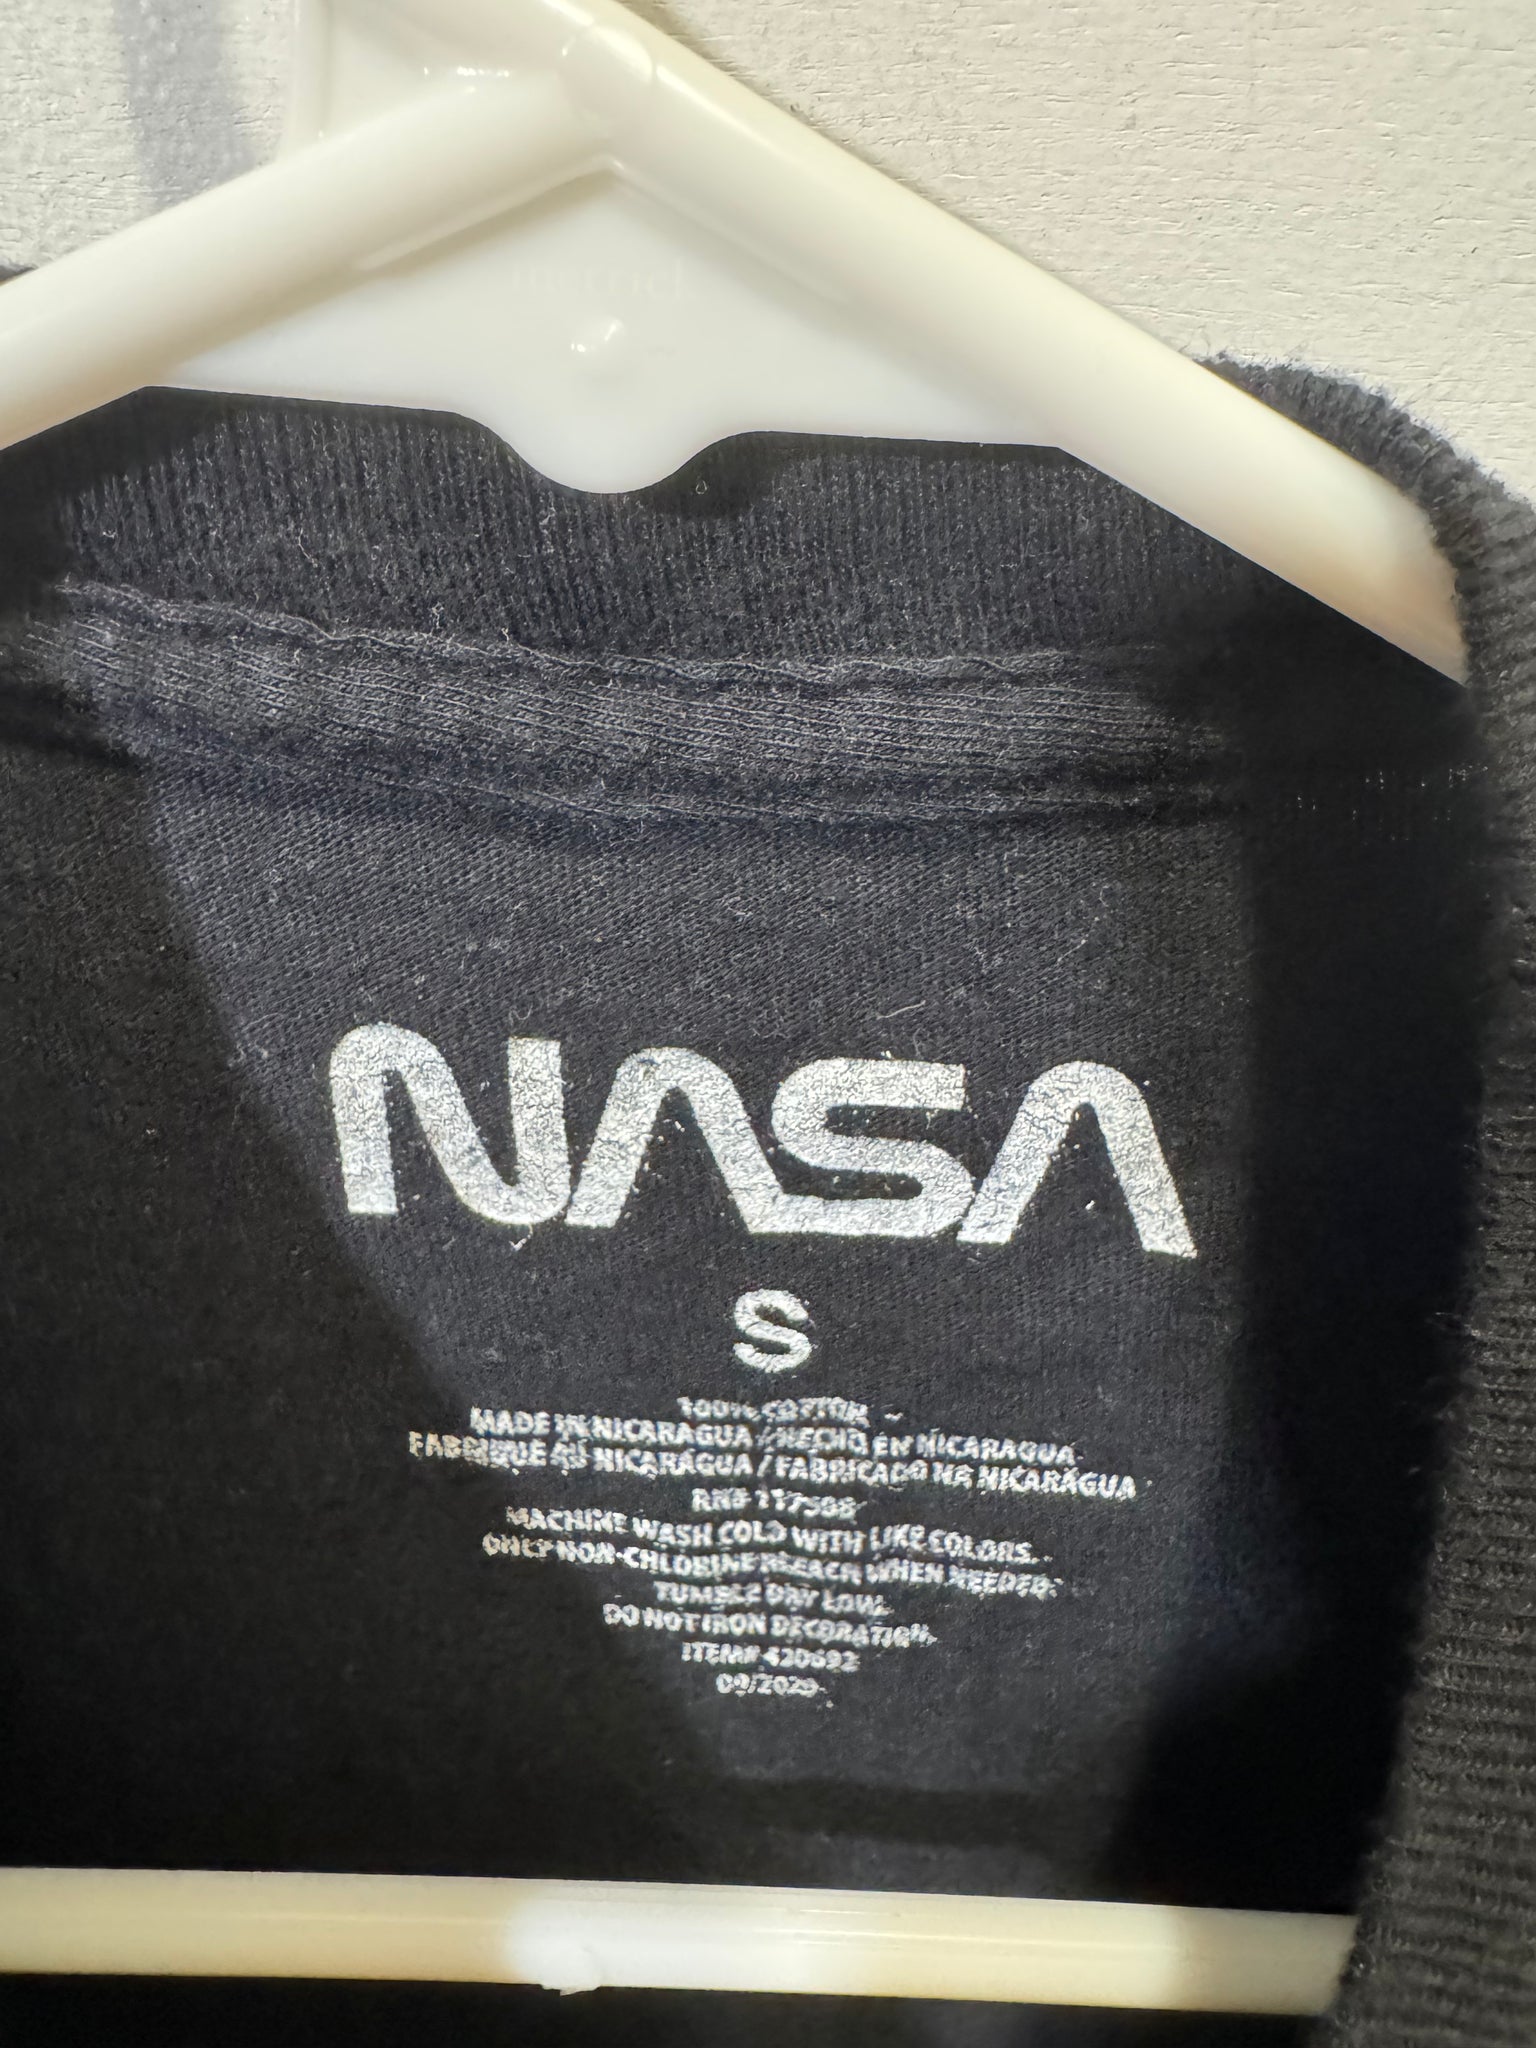 NASA
S
100% COTTON
MADE IN NICARAGUA / HECHO EN NICARAGUA
FABRIQUÉ AU NICARAGUA / FABRICADO NA NICARÁGUA
RN#
MACHINE WASH COLD WITH LIKE COLORS.
ONLY NON-CHLORINE BLEACH WHEN NEEDED.
TUMBLE DRY LOW.
DO NOT IRON DECORATION.
ITEM# 420692